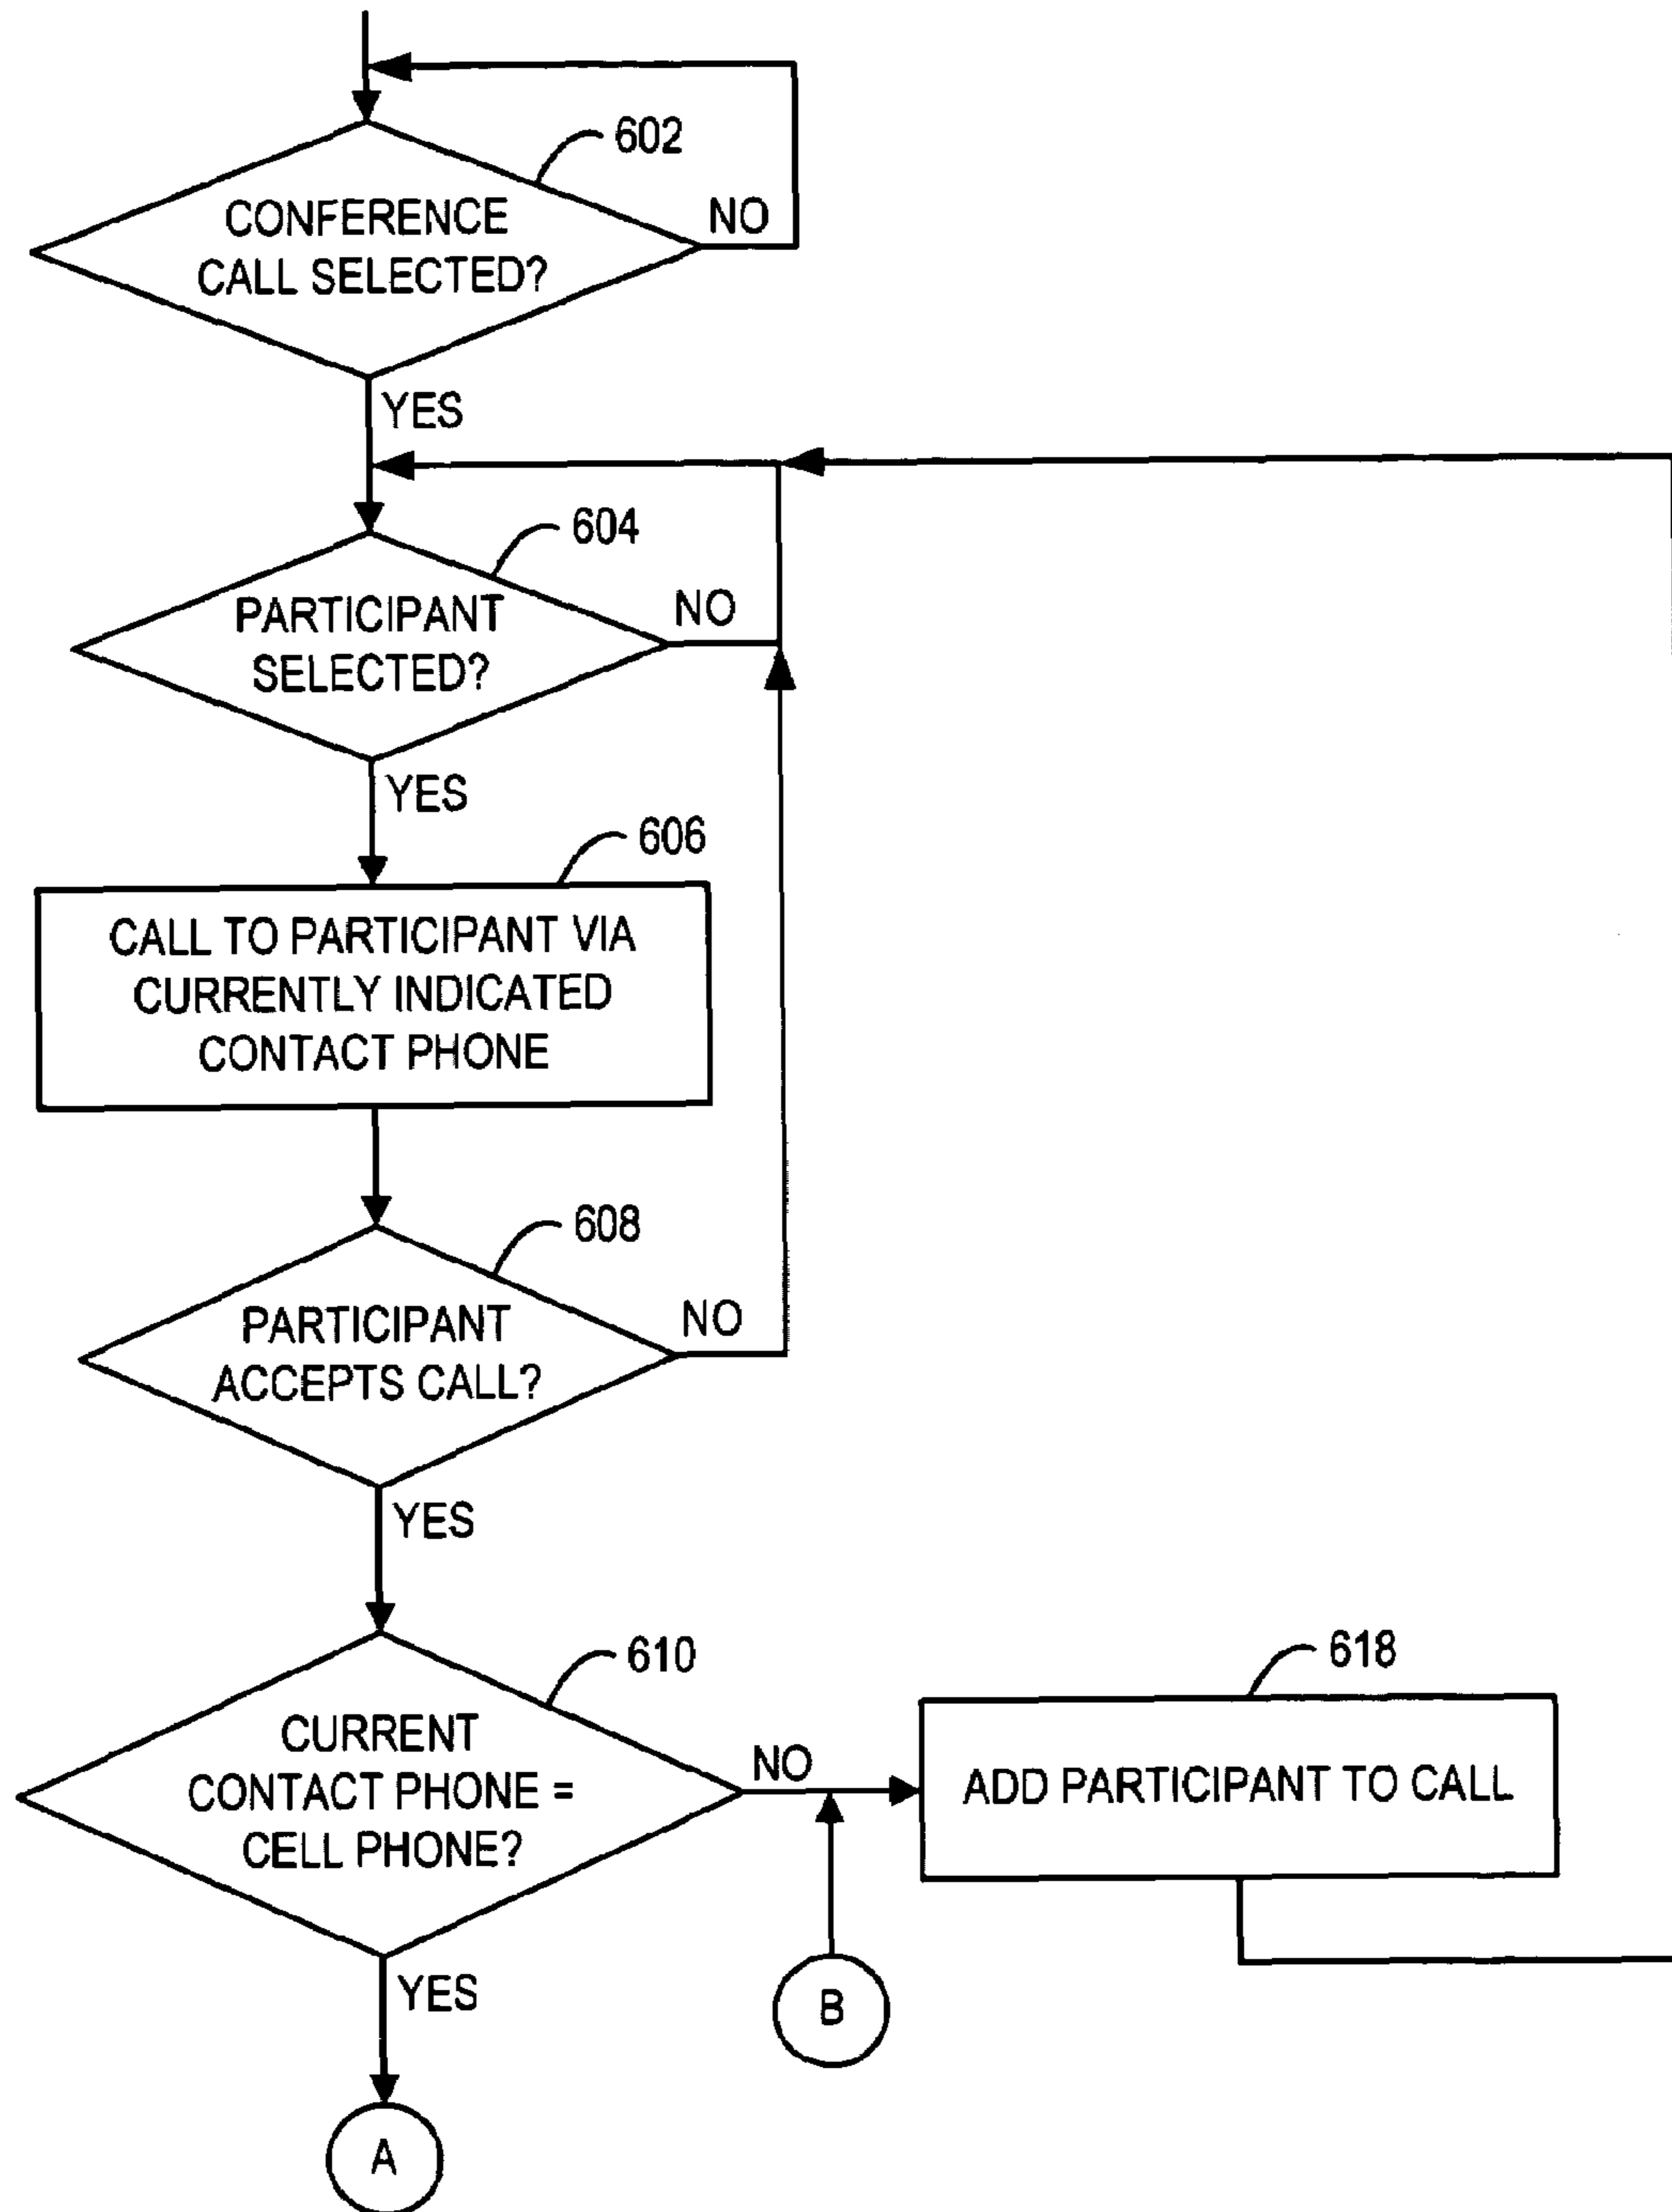 602
CONFERENCE
CALL SELECTED?
NO
YES
604
PARTICIPANT
SELECTED?
NO
YES
606
CALL TO PARTICIPANT VIA
CURRENTLY INDICATED
CONTACT PHONE
608
PARTICIPANT
ACCEPTS CALL?
NO
YES
610
CURRENT
CONTACT PHONE =
CELL PHONE?
NO
618
ADD PARTICIPANT TO CALL
YES
B
A